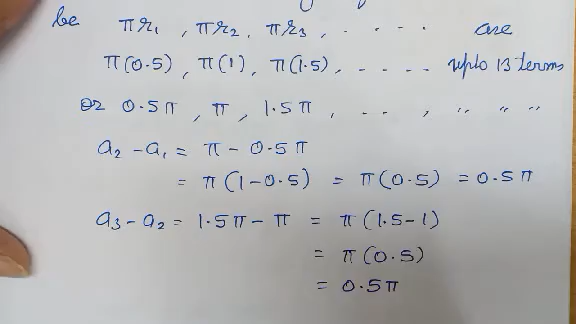 be πr₁ , πr₂ , πr₃ , . . . . are
π(0.5) , π(1) , π(1.5) , . . . . upto 13 terms
or 0.5π , π , 1.5π , . . . , " " "
a₂ - a₁ = π - 0.5π
= π(1-0.5) = π(0.5) = 0.5π
a₃ - a₂ = 1.5π - π = π(1.5-1)
= π(0.5)
= 0.5π